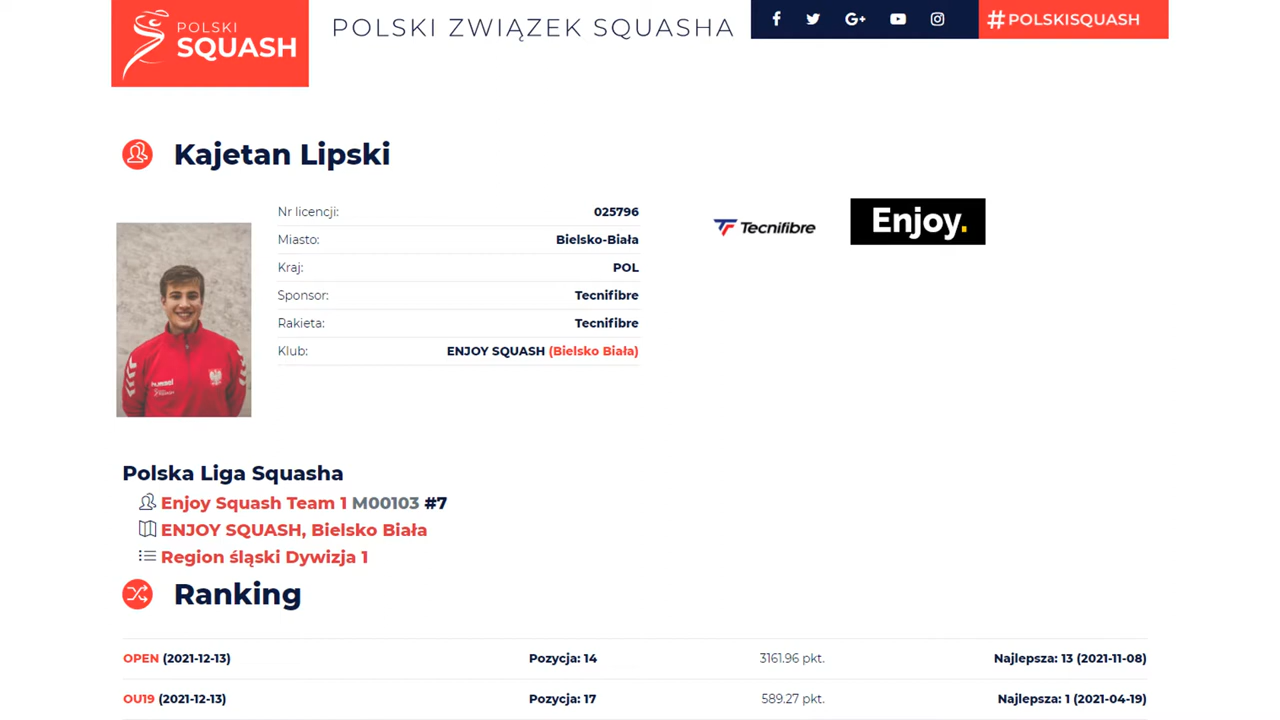 POLSKI
SQUASH
POLSKI ZWIĄZEK SQUASHA
#POLSKISQUASH
Kajetan Lipski
Nr licencji: 025796
Miasto: Bielsko-Biała
Kraj: POL
Sponsor: Tecnifibre
Rakieta: Tecnifibre
Klub: ENJOY SQUASH (Bielsko Biała)
Tecnifibre
Enjoy.
hummel
Polska Liga Squasha
Enjoy Squash Team 1 M00103 #7
ENJOY SQUASH, Bielsko Biała
Region śląski Dywizja 1
Ranking
OPEN (2021-12-13) Pozycja: 14 3161.96 pkt. Najlepsza: 13 (2021-11-08)
OU19 (2021-12-13) Pozycja: 17 589.27 pkt. Najlepsza: 1 (2021-04-19)